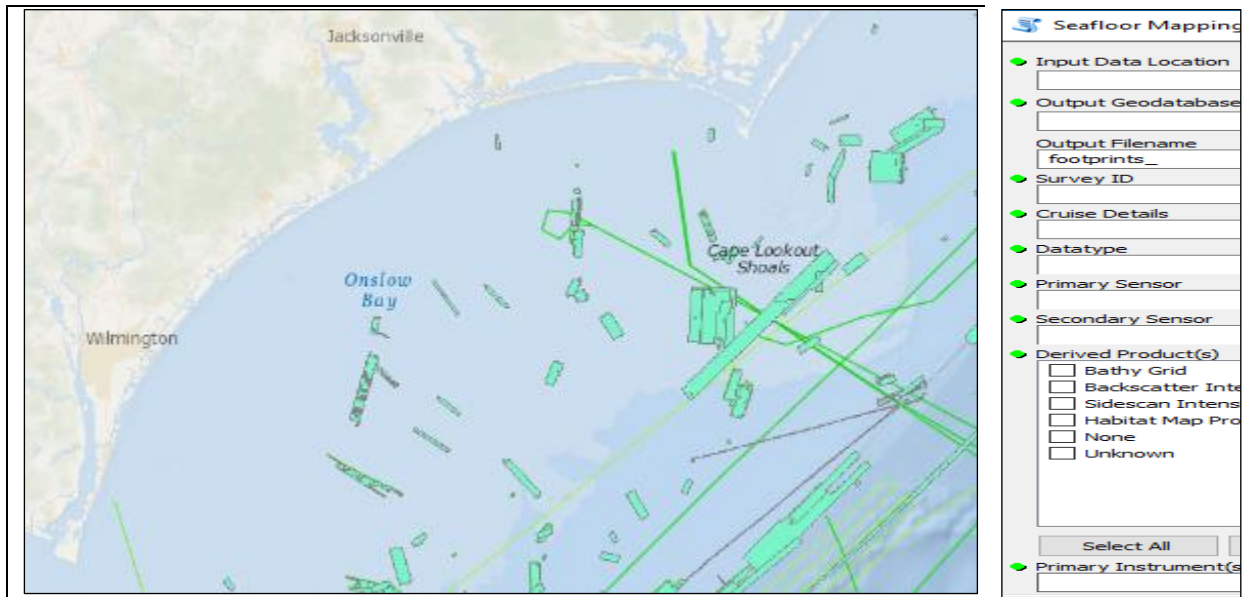 Jacksonville
Cape Lookout
Shoals
Onslow
Bay
Wilmington
Seafloor Mapping
Input Data Location
Output Geodatabase
Output Filename
footprints_
Survey ID
Cruise Details
Datatype
Primary Sensor
Secondary Sensor
Derived Product(s)
Bathy Grid
Backscatter Inte
Sidescan Intens
Habitat Map Pro
None
Unknown
Select All
Primary Instrument(s